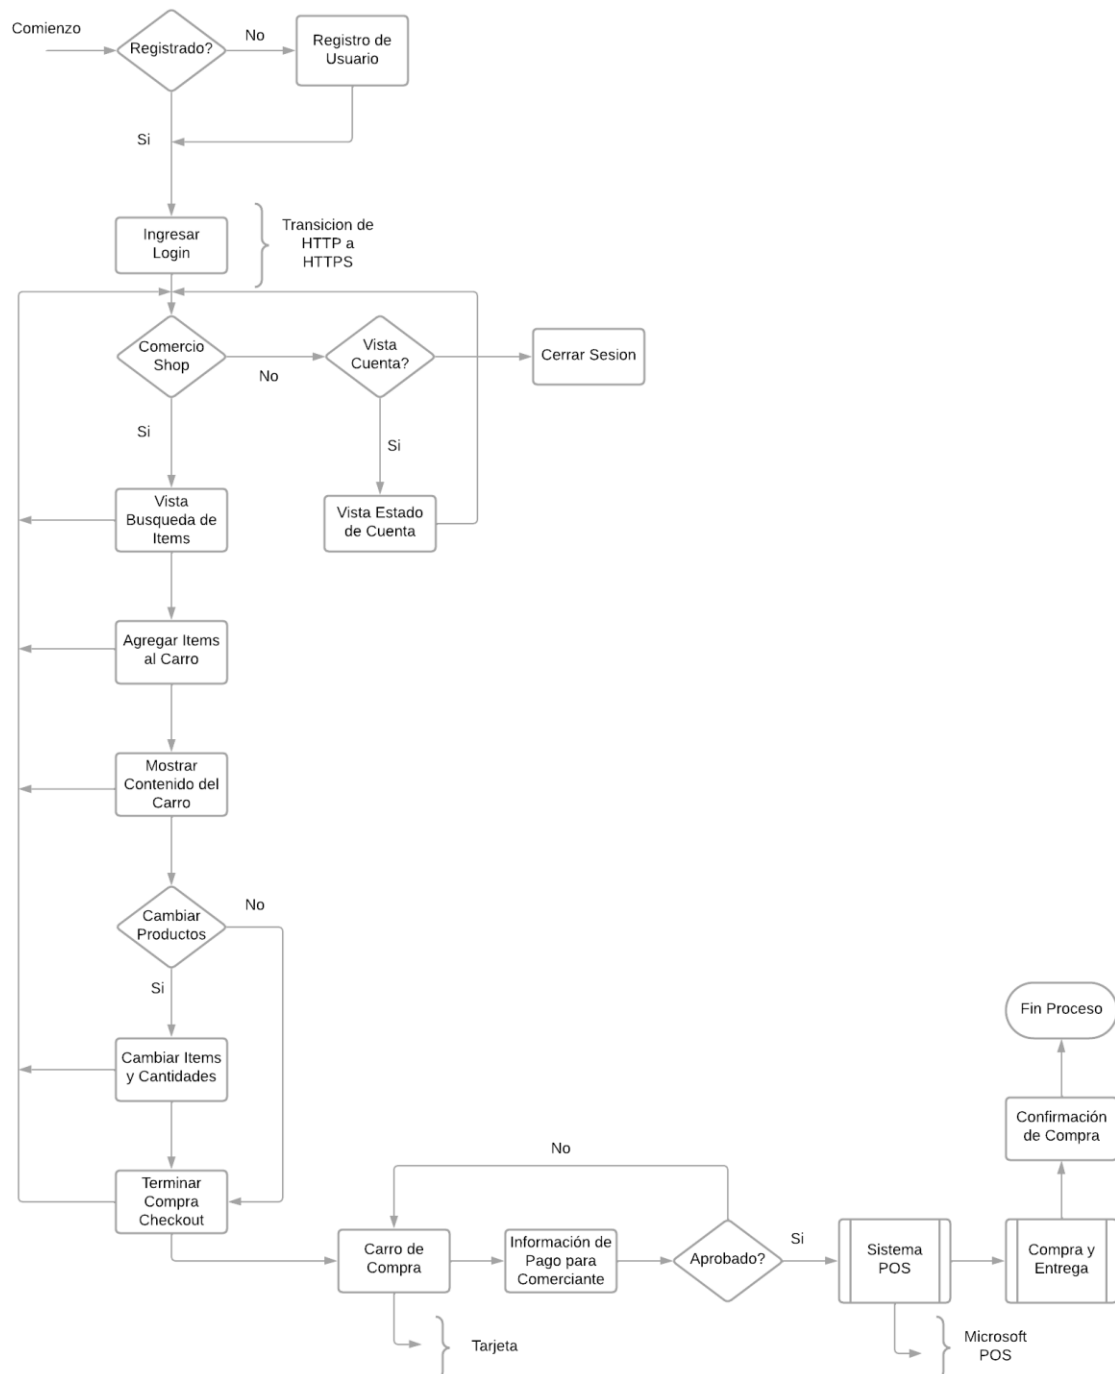 Comienzo
Registrado?
No
Registro de
Usuario
Si
Ingresar
Login
Transicion de
HTTP a
HTTPS
Comercio
Shop
No
Vista
Cuenta?
Cerrar Sesion
Si
Si
Vista
Busqueda de
Items
Vista Estado
de Cuenta
Agregar Items
al Carro
Mostrar
Contenido del
Carro
Cambiar
Productos
No
Si
Cambiar Items
y Cantidades
Terminar
Compra
Checkout
No
Carro de
Compra
Información de
Pago para
Comerciante
Aprobado?
Si
Sistema
POS
Compra y
Entrega
Confirmación
de Compra
Fin Proceso
Tarjeta
Microsoft
POS